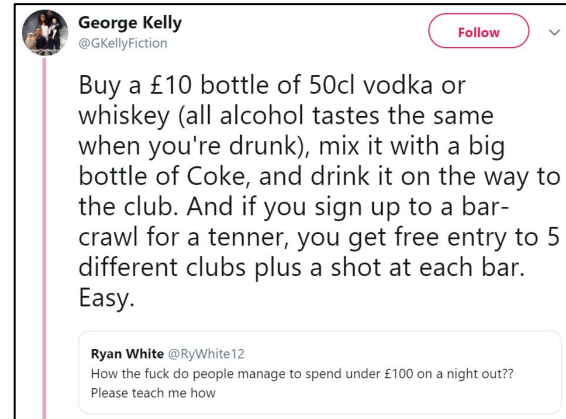 George Kelly
@GKellyFiction
Follow
Buy a £10 bottle of 50cl vodka or
whiskey (all alcohol tastes the same
when you're drunk), mix it with a big
bottle of Coke, and drink it on the way to
the club. And if you sign up to a bar-
crawl for a tenner, you get free entry to 5
different clubs plus a shot at each bar.
Easy.
Ryan White @RyWhite12
How the fuck do people manage to spend under £100 on a night out??
Please teach me how